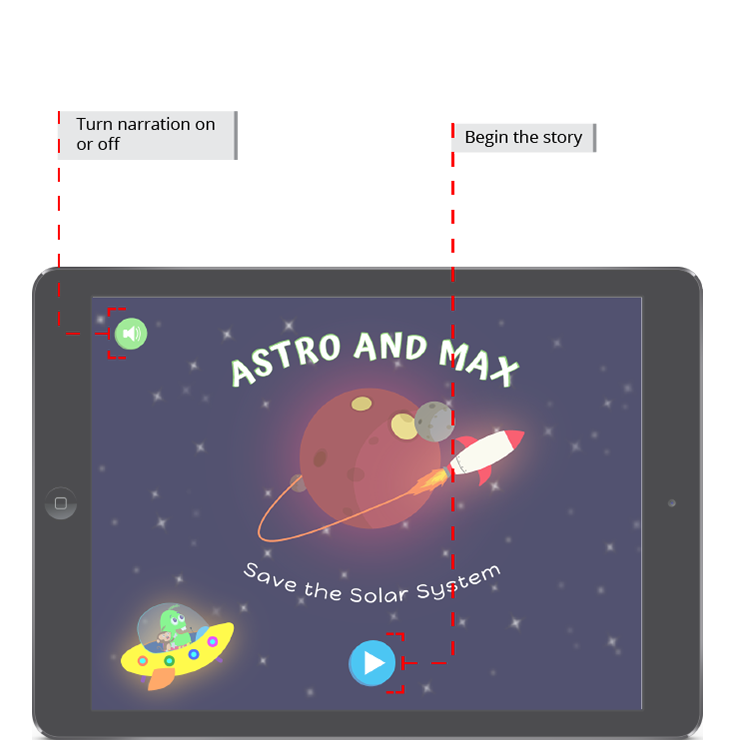 Turn narration on
or off
Begin the story
ASTRO AND MAX
Save the Solar System